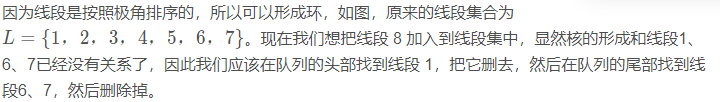 因为线段是按照极角排序的，所以可以形成环，如图，原来的线段集合为
L = {1，2，3，4，5，6，7}。现在我们想把线段 8 加入到线段集中，显然核的形成和线段1、
6、7已经没有关系了，因此我们应该在队列的头部找到线段 1，把它删去，然后在队列的尾部找到线
段6、7，然后删除掉。